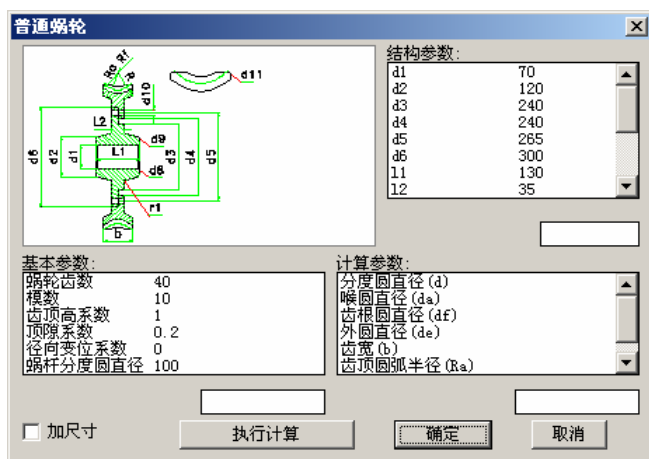 普通蜗轮
结构参数:
Ra Rf R
d10
d11
L2
d9
d6 d2 d1 L1 d3 d4 d5
d8
r1
b
d1 70
d2 120
d3 240
d4 240
d5 265
d6 300
l1 130
l2 35
基本参数:
蜗轮齿数 40
模数 10
齿顶高系数 1
顶隙系数 0.2
径向变位系数 0
蜗杆分度圆直径 100
计算参数:
分度圆直径(d)
喉圆直径(da)
齿根圆直径(df)
外圆直径(de)
齿宽(b)
齿顶圆弧半径(Ra)
加尺寸
执行计算
确定
取消